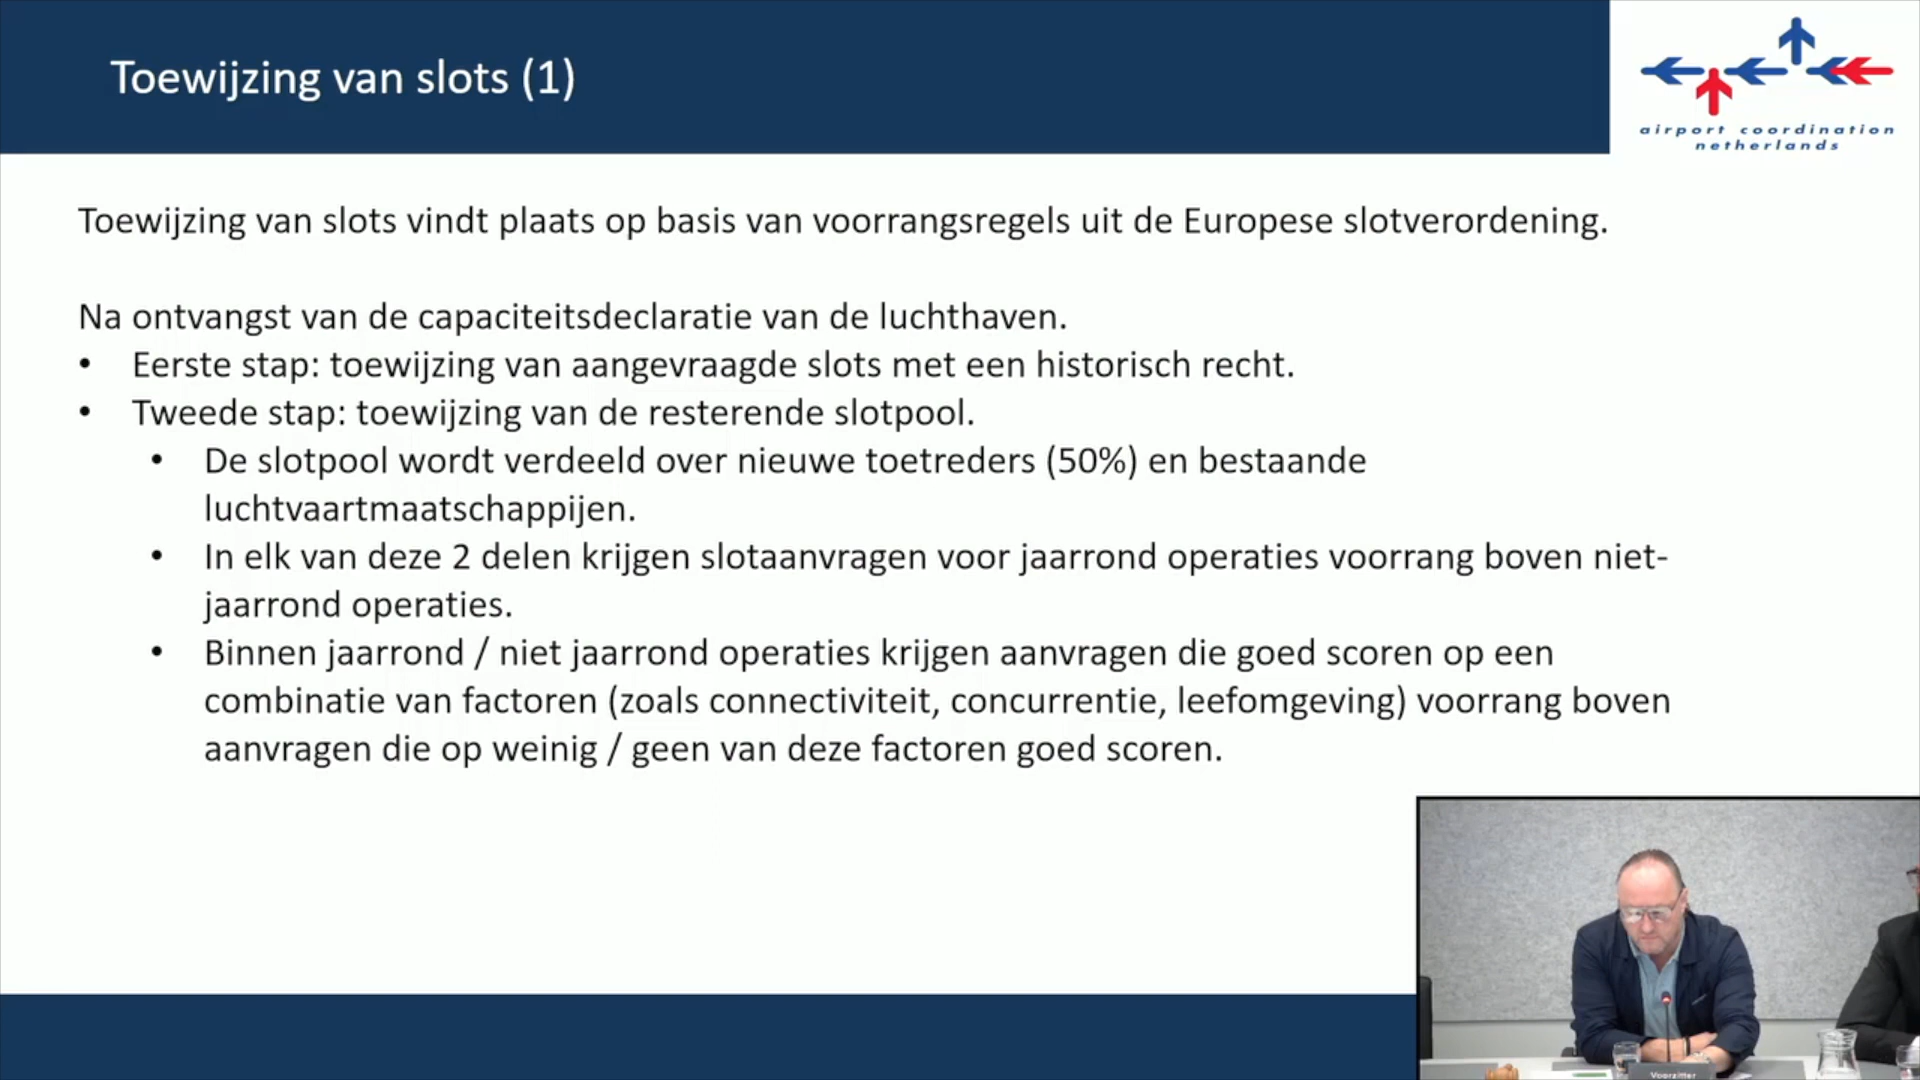 Toewijzing van slots (1)
airport coordination
netherlands
Toewijzing van slots vindt plaats op basis van voorrangsregels uit de Europese slotverordening.
Na ontvangst van de capaciteitsdeclaratie van de luchthaven.
• Eerste stap: toewijzing van aangevraagde slots met een historisch recht.
• Tweede stap: toewijzing van de resterende slotpool.
• De slotpool wordt verdeeld over nieuwe toetreders (50%) en bestaande
luchtvaartmaatschappijen.
• In elk van deze 2 delen krijgen slotaanvragen voor jaarrond operaties voorrang boven niet-
jaarrond operaties.
• Binnen jaarrond / niet jaarrond operaties krijgen aanvragen die goed scoren op een
combinatie van factoren (zoals connectiviteit, concurrentie, leefomgeving) voorrang boven
aanvragen die op weinig / geen van deze factoren goed scoren.
Voorzitter